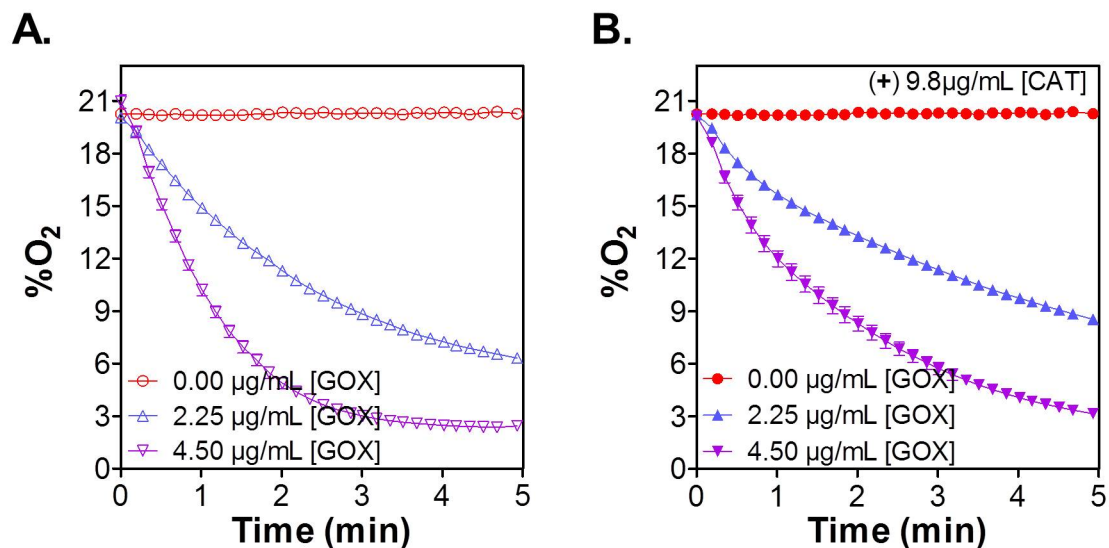 A.
%O₂
21
18
15
12
9
6
3
0
0.00 µg/mL [GOX]
2.25 µg/mL [GOX]
4.50 µg/mL [GOX]
0 1 2 3 4 5
Time (min)
B.
(+) 9.8µg/mL [CAT]
%O₂
21
18
15
12
9
6
3
0
0.00 µg/mL [GOX]
2.25 µg/mL [GOX]
4.50 µg/mL [GOX]
0 1 2 3 4 5
Time (min)